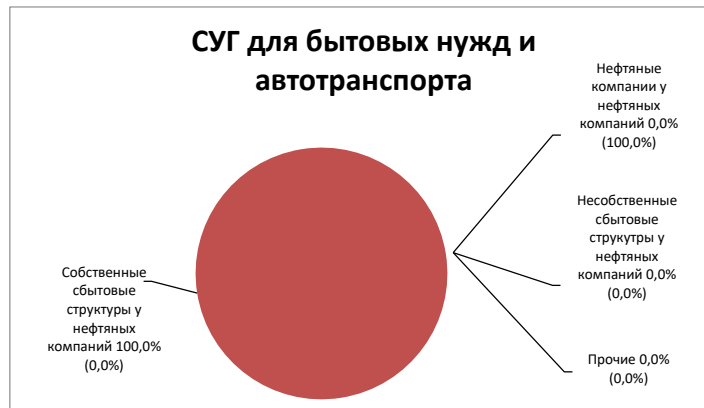 СУГ для бытовых нужд и
автотранспорта
Нефтяные
компании у
нефтяных
компаний 0,0%
(100,0%)
Несобственные
сбытовые
струкутры у
нефтяных
компаний 0,0%
(0,0%)
Собственные
сбытовые
структуры у
нефтяных
компаний 100,0%
(0,0%)
Прочие 0,0%
(0,0%)